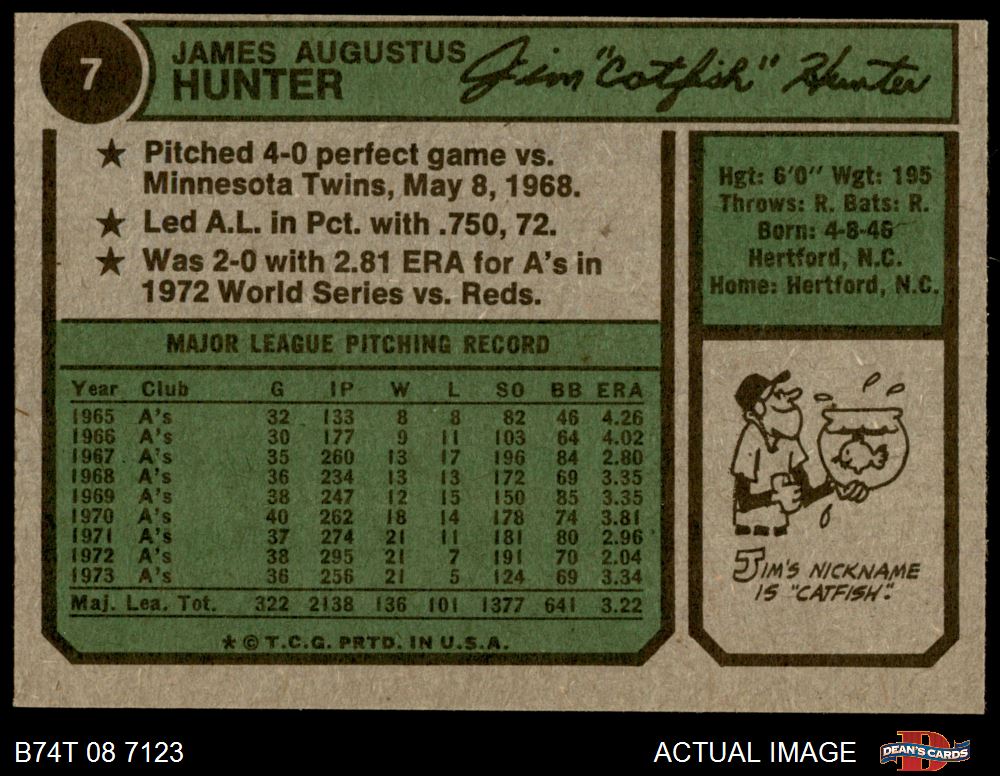 7
JAMES AUGUSTUS
HUNTER
Jim "Catfish" Hunter
★ Pitched 4-0 perfect game vs.
Minnesota Twins, May 8, 1968.
★ Led A.L. in Pct. with .750, 72.
★ Was 2-0 with 2.81 ERA for A's in
1972 World Series vs. Reds.
Hgt: 6'0" Wgt: 195
Throws: R. Bats: R.
Born: 4-8-46
Hertford, N.C.
Home: Hertford, N.C.
MAJOR LEAGUE PITCHING RECORD
Year Club G IP W L SO BB ERA
1965 A's 32 133 8 8 82 46 4.26
1966 A's 30 177 9 11 103 64 4.02
1967 A's 35 260 13 17 196 84 2.80
1968 A's 36 234 13 13 172 69 3.35
1969 A's 38 247 12 15 150 85 3.35
1970 A's 40 262 18 14 178 74 3.81
1971 A's 37 274 21 11 181 80 2.96
1972 A's 38 295 21 7 191 70 2.04
1973 A's 36 256 21 5 124 69 3.34
Maj. Lea. Tot. 322 2138 136 101 1377 641 3.22
★ © T.C.G. PRTD. IN U.S.A.
JIM'S NICKNAME
IS "CATFISH".
B74T 08 7123
ACTUAL IMAGE
D
DEAN'S CARDS